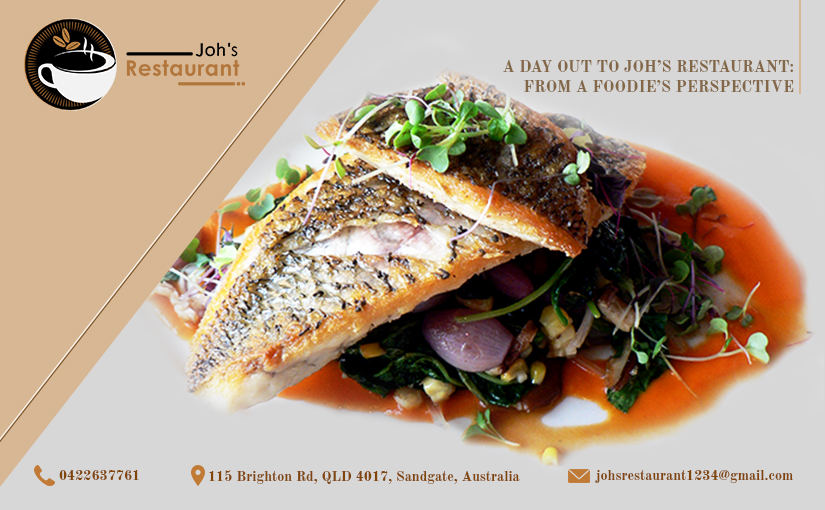 Joh's
Restaurant
A DAY OUT TO JOH’S RESTAURANT:
FROM A FOODIE’S PERSPECTIVE
0422637761
115 Brighton Rd, QLD 4017, Sandgate, Australia
johsrestaurant1234@gmail.com